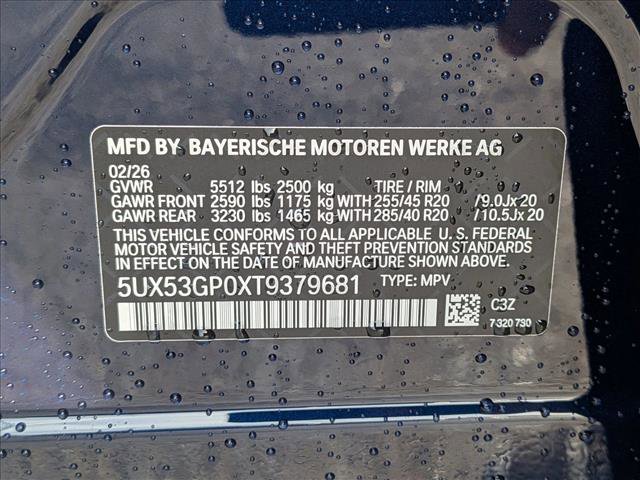 MFD BY BAYERISCHE MOTOREN WERKE AG
02/26
GVWR 5512 lbs 2500 kg TIRE / RIM
GAWR FRONT 2590 lbs 1175 kg WITH 255/45 R20 /9.0Jx20
GAWR REAR 3230 lbs 1465 kg WITH 285/40 R20 /10.5Jx20
THIS VEHICLE CONFORMS TO ALL APPLICABLE U. S. FEDERAL
MOTOR VEHICLE SAFETY AND THEFT PREVENTION STANDARDS
IN EFFECT ON THE DATE OF MANUFACTURE SHOWN ABOVE.
5UX53GP0XT9379681 TYPE: MPV
C3Z
7 320 730